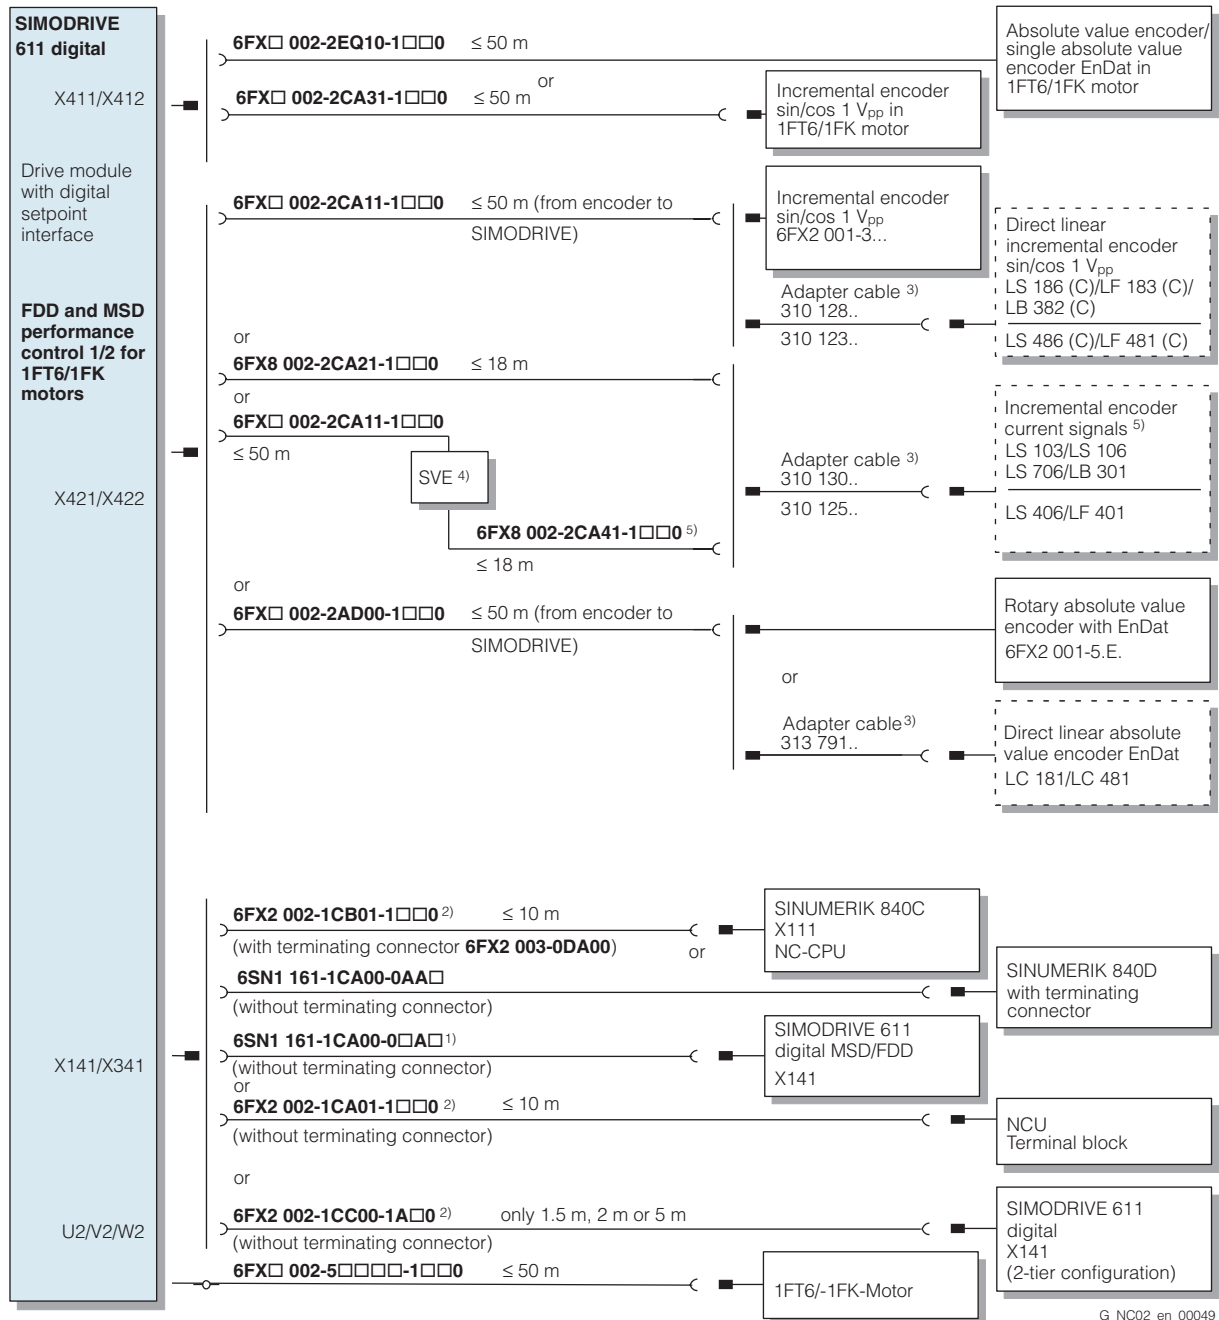 SIMODRIVE
611 digital
X411/X412
Drive module
with digital
setpoint
interface
FDD and MSD
performance
control 1/2 for
1FT6/1FK
motors
X421/X422
X141/X341
U2/V2/W2
6FX□ 002-2EQ10-1□□0 ≤ 50 m
or
6FX□ 002-2CA31-1□□0 ≤ 50 m
Incremental encoder
sin/cos 1 Vpp in
1FT6/1FK motor
Absolute value encoder/
single absolute value
encoder EnDat in
1FT6/1FK motor
6FX□ 002-2CA11-1□□0 ≤ 50 m (from encoder to
SIMODRIVE)
Incremental encoder
sin/cos 1 Vpp
6FX2 001-3...
Adapter cable 3)
310 128..
310 123..
Direct linear
incremental encoder
sin/cos 1 Vpp
LS 186 (C)/LF 183 (C)/
LB 382 (C)
LS 486 (C)/LF 481 (C)
or
6FX8 002-2CA21-1□□0 ≤ 18 m
or
6FX□ 002-2CA11-1□□0
≤ 50 m
SVE 4)
6FX8 002-2CA41-1□□0 5)
≤ 18 m
Adapter cable 3)
310 130..
310 125..
Incremental encoder
current signals 5)
LS 103/LS 106
LS 706/LB 301
LS 406/LF 401
or
6FX□ 002-2AD00-1□□0 ≤ 50 m (from encoder to
SIMODRIVE)
Rotary absolute value
encoder with EnDat
6FX2 001-5.E.
or
Adapter cable 3)
313 791..
Direct linear absolute
value encoder EnDat
LC 181/LC 481
6FX2 002-1CB01-1□□0 2) ≤ 10 m
(with terminating connector 6FX2 003-0DA00)
or
SINUMERIK 840C
X111
NC-CPU
6SN1 161-1CA00-0AA□
(without terminating connector)
SINUMERIK 840D
with terminating
connector
6SN1 161-1CA00-0□A□ 1)
(without terminating connector)
SIMODRIVE 611
digital MSD/FDD
X141
or
6FX2 002-1CA01-1□□0 2) ≤ 10 m
(without terminating connector)
NCU
Terminal block
or
6FX2 002-1CC00-1A□0 2) only 1.5 m, 2 m or 5 m
(without terminating connector)
SIMODRIVE 611
digital
X141
(2-tier configuration)
6FX□ 002-5□□□□-1□□0 ≤ 50 m
1FT6/-1FK-Motor
G_NC02_en_00049